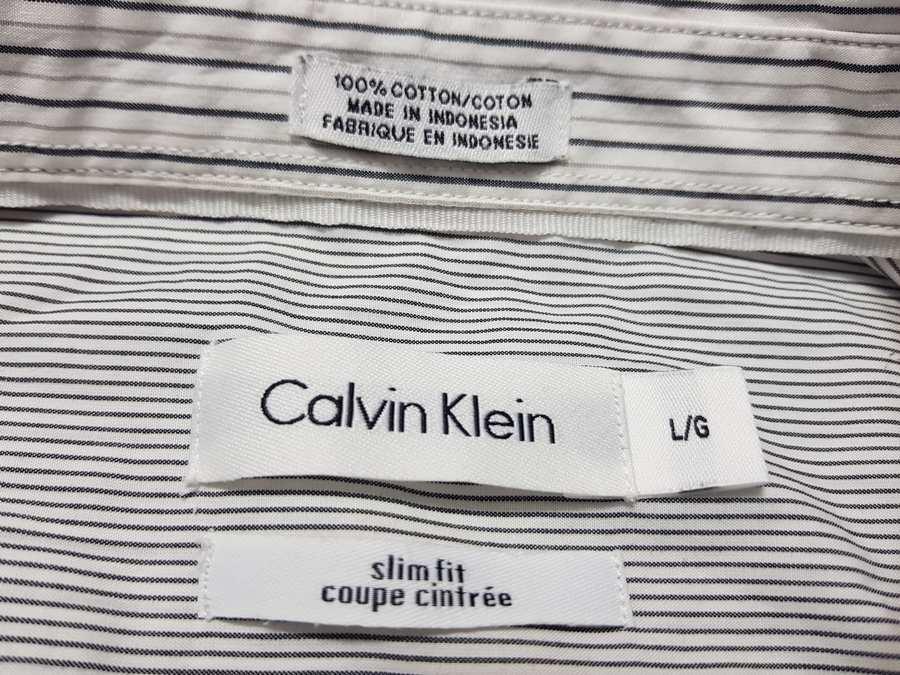 100% COTTON/COTON
MADE IN INDONESIA
FABRIQUE EN INDONESIE
Calvin Klein
L/G
slim fit
coupe cintrée